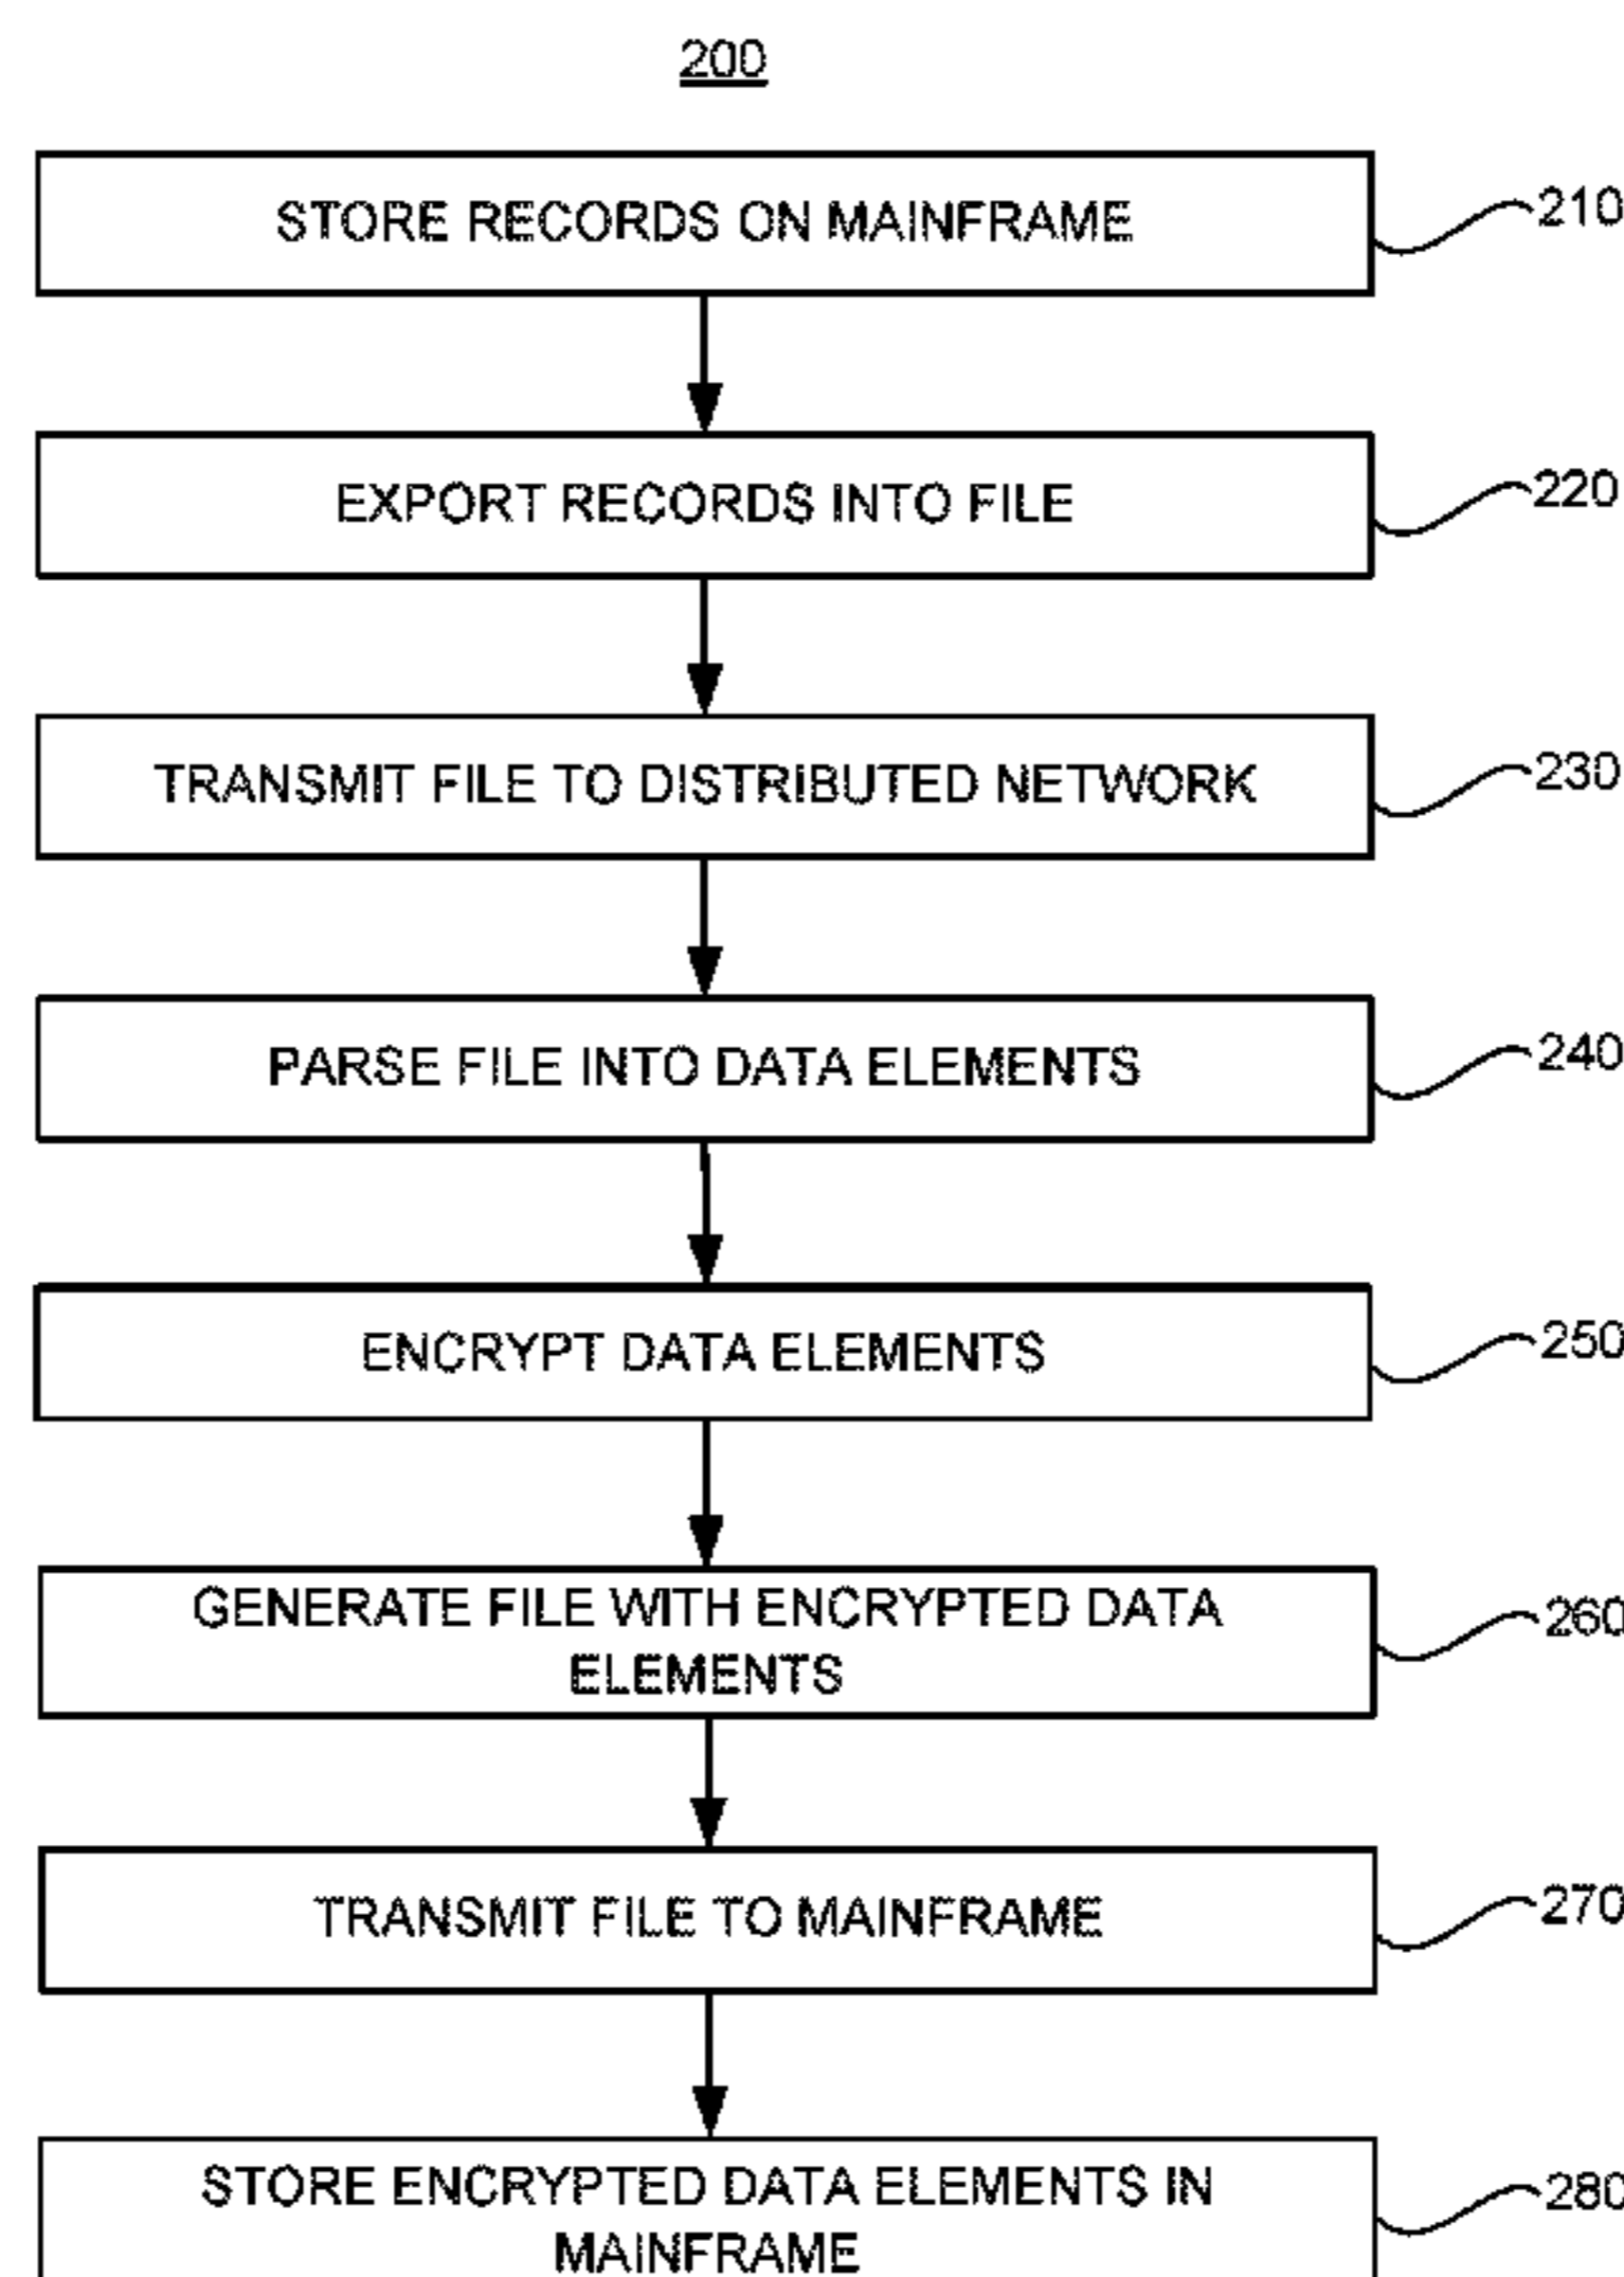 200
STORE RECORDS ON MAINFRAME
210
EXPORT RECORDS INTO FILE
220
TRANSMIT FILE TO DISTRIBUTED NETWORK
230
PARSE FILE INTO DATA ELEMENTS
240
ENCRYPT DATA ELEMENTS
250
GENERATE FILE WITH ENCRYPTED DATA
ELEMENTS
260
TRANSMIT FILE TO MAINFRAME
270
STORE ENCRYPTED DATA ELEMENTS IN
MAINFRAME
280